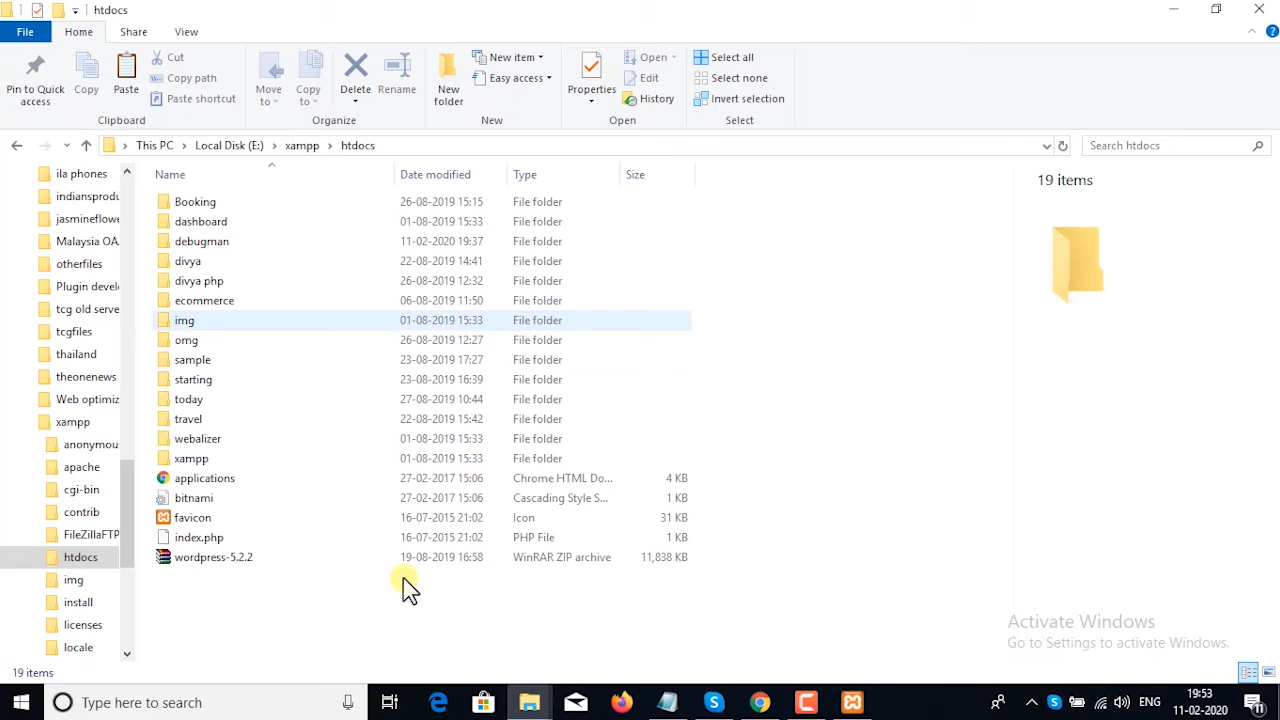 htdocs
File Home Share View
Pin to Quick access
Copy
Paste
Cut
Copy path
Paste shortcut
Clipboard
Move to
Copy to
Delete
Rename
Organize
New folder
New item
Easy access
New
Properties
Open
Edit
History
Open
Select all
Select none
Invert selection
Select
This PC Local Disk (E:) xampp htdocs
Search htdocs
ila phones
indiansprodu
jasmineflowe
Malaysia OA
otherfiles
Plugin develo
tcg old serve
tcgfiles
thailand
theonenews
Web optimiz
xampp
anonymou
apache
cgi-bin
contrib
FileZillaFTP
htdocs
img
install
licenses
locale
Name Date modified Type Size
Booking 26-08-2019 15:15 File folder
dashboard 01-08-2019 15:33 File folder
debugman 11-02-2020 19:37 File folder
divya 22-08-2019 14:41 File folder
divya php 26-08-2019 12:32 File folder
ecommerce 06-08-2019 11:50 File folder
img 01-08-2019 15:33 File folder
omg 26-08-2019 12:27 File folder
sample 23-08-2019 17:27 File folder
starting 23-08-2019 16:39 File folder
today 27-08-2019 10:44 File folder
travel 22-08-2019 15:42 File folder
webalizer 01-08-2019 15:33 File folder
xampp 01-08-2019 15:33 File folder
applications 27-02-2017 15:06 Chrome HTML Do... 4 KB
bitnami 27-02-2017 15:06 Cascading Style S... 1 KB
favicon 16-07-2015 21:02 Icon 31 KB
index.php 16-07-2015 21:02 PHP File 1 KB
wordpress-5.2.2 19-08-2019 16:58 WinRAR ZIP archive 11,838 KB
19 items
Activate Windows
Go to Settings to activate Windows.
19 items
Type here to search
ENG
19:53
11-02-2020
11